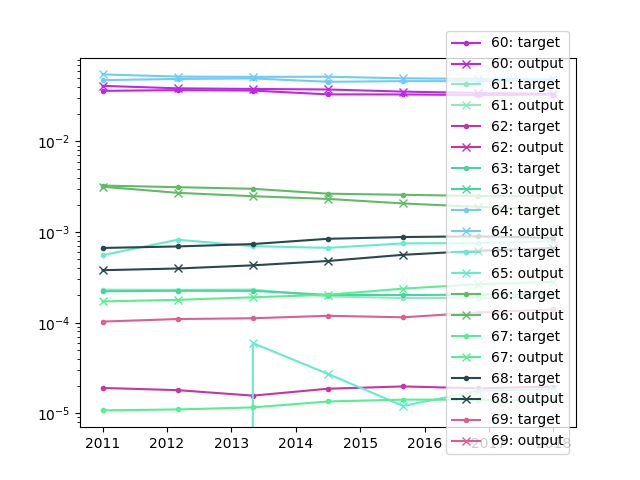 60: target
60: output
61: target
61: output
62: target
62: output
63: target
63: output
64: target
64: output
65: target
65: output
66: target
66: output
67: target
67: output
68: target
68: output
69: target
69: output
10⁻²
10⁻³
10⁻⁴
10⁻⁵
2011 2012 2013 2014 2015 2016 2017 2018